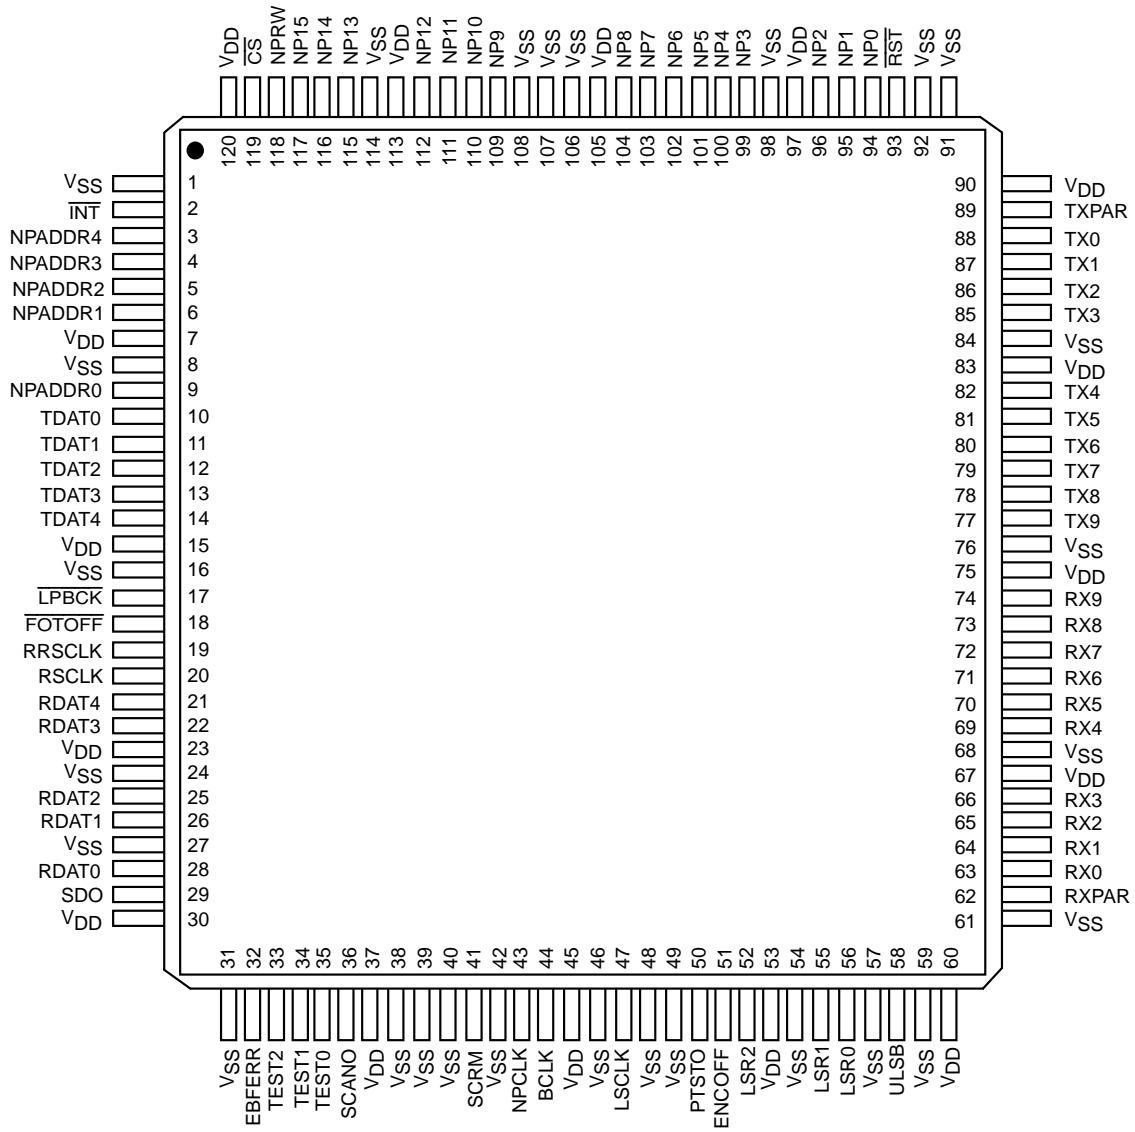 VDD CS NPRW NP15 NP14 NP13 VSS VDD NP12 NP11 NP10 NP9 VSS VSS VSS VDD NP8 NP7 NP6 NP5 NP4 NP3 VSS VDD NP2 NP1 NP0 RST VSS VSS
120 119 118 117 116 115 114 113 112 111 110 109 108 107 106 105 104 103 102 101 100 99 98 97 96 95 94 93 92 91
VSS 1 90 VDD
INT 2 89 TXPAR
NPADDR4 3 88 TX0
NPADDR3 4 87 TX1
NPADDR2 5 86 TX2
NPADDR1 6 85 TX3
VDD 7 84 VSS
VSS 8 83 VDD
NPADDR0 9 82 TX4
TDAT0 10 81 TX5
TDAT1 11 80 TX6
TDAT2 12 79 TX7
TDAT3 13 78 TX8
TDAT4 14 77 TX9
VDD 15 76 VSS
VSS 16 75 VDD
LPBCK 17 74 RX9
FOTOFF 18 73 RX8
RRSCLK 19 72 RX7
RSCLK 20 71 RX6
RDAT4 21 70 RX5
RDAT3 22 69 RX4
VDD 23 68 VSS
VSS 24 67 VDD
RDAT2 25 66 RX3
RDAT1 26 65 RX2
VSS 27 64 RX1
RDAT0 28 63 RX0
SDO 29 62 RXPAR
VDD 30 61 VSS
31 32 33 34 35 36 37 38 39 40 41 42 43 44 45 46 47 48 49 50 51 52 53 54 55 56 57 58 59 60
VSS EBFERR TEST2 TEST1 TEST0 SCANO VDD VSS VSS VSS SCRM VSS NPCLK BCLK VDD VSS LSCLK VSS VSS PTSTO ENCOFF LSR2 VDD VSS LSR1 LSR0 VSS ULSB VSS VDD